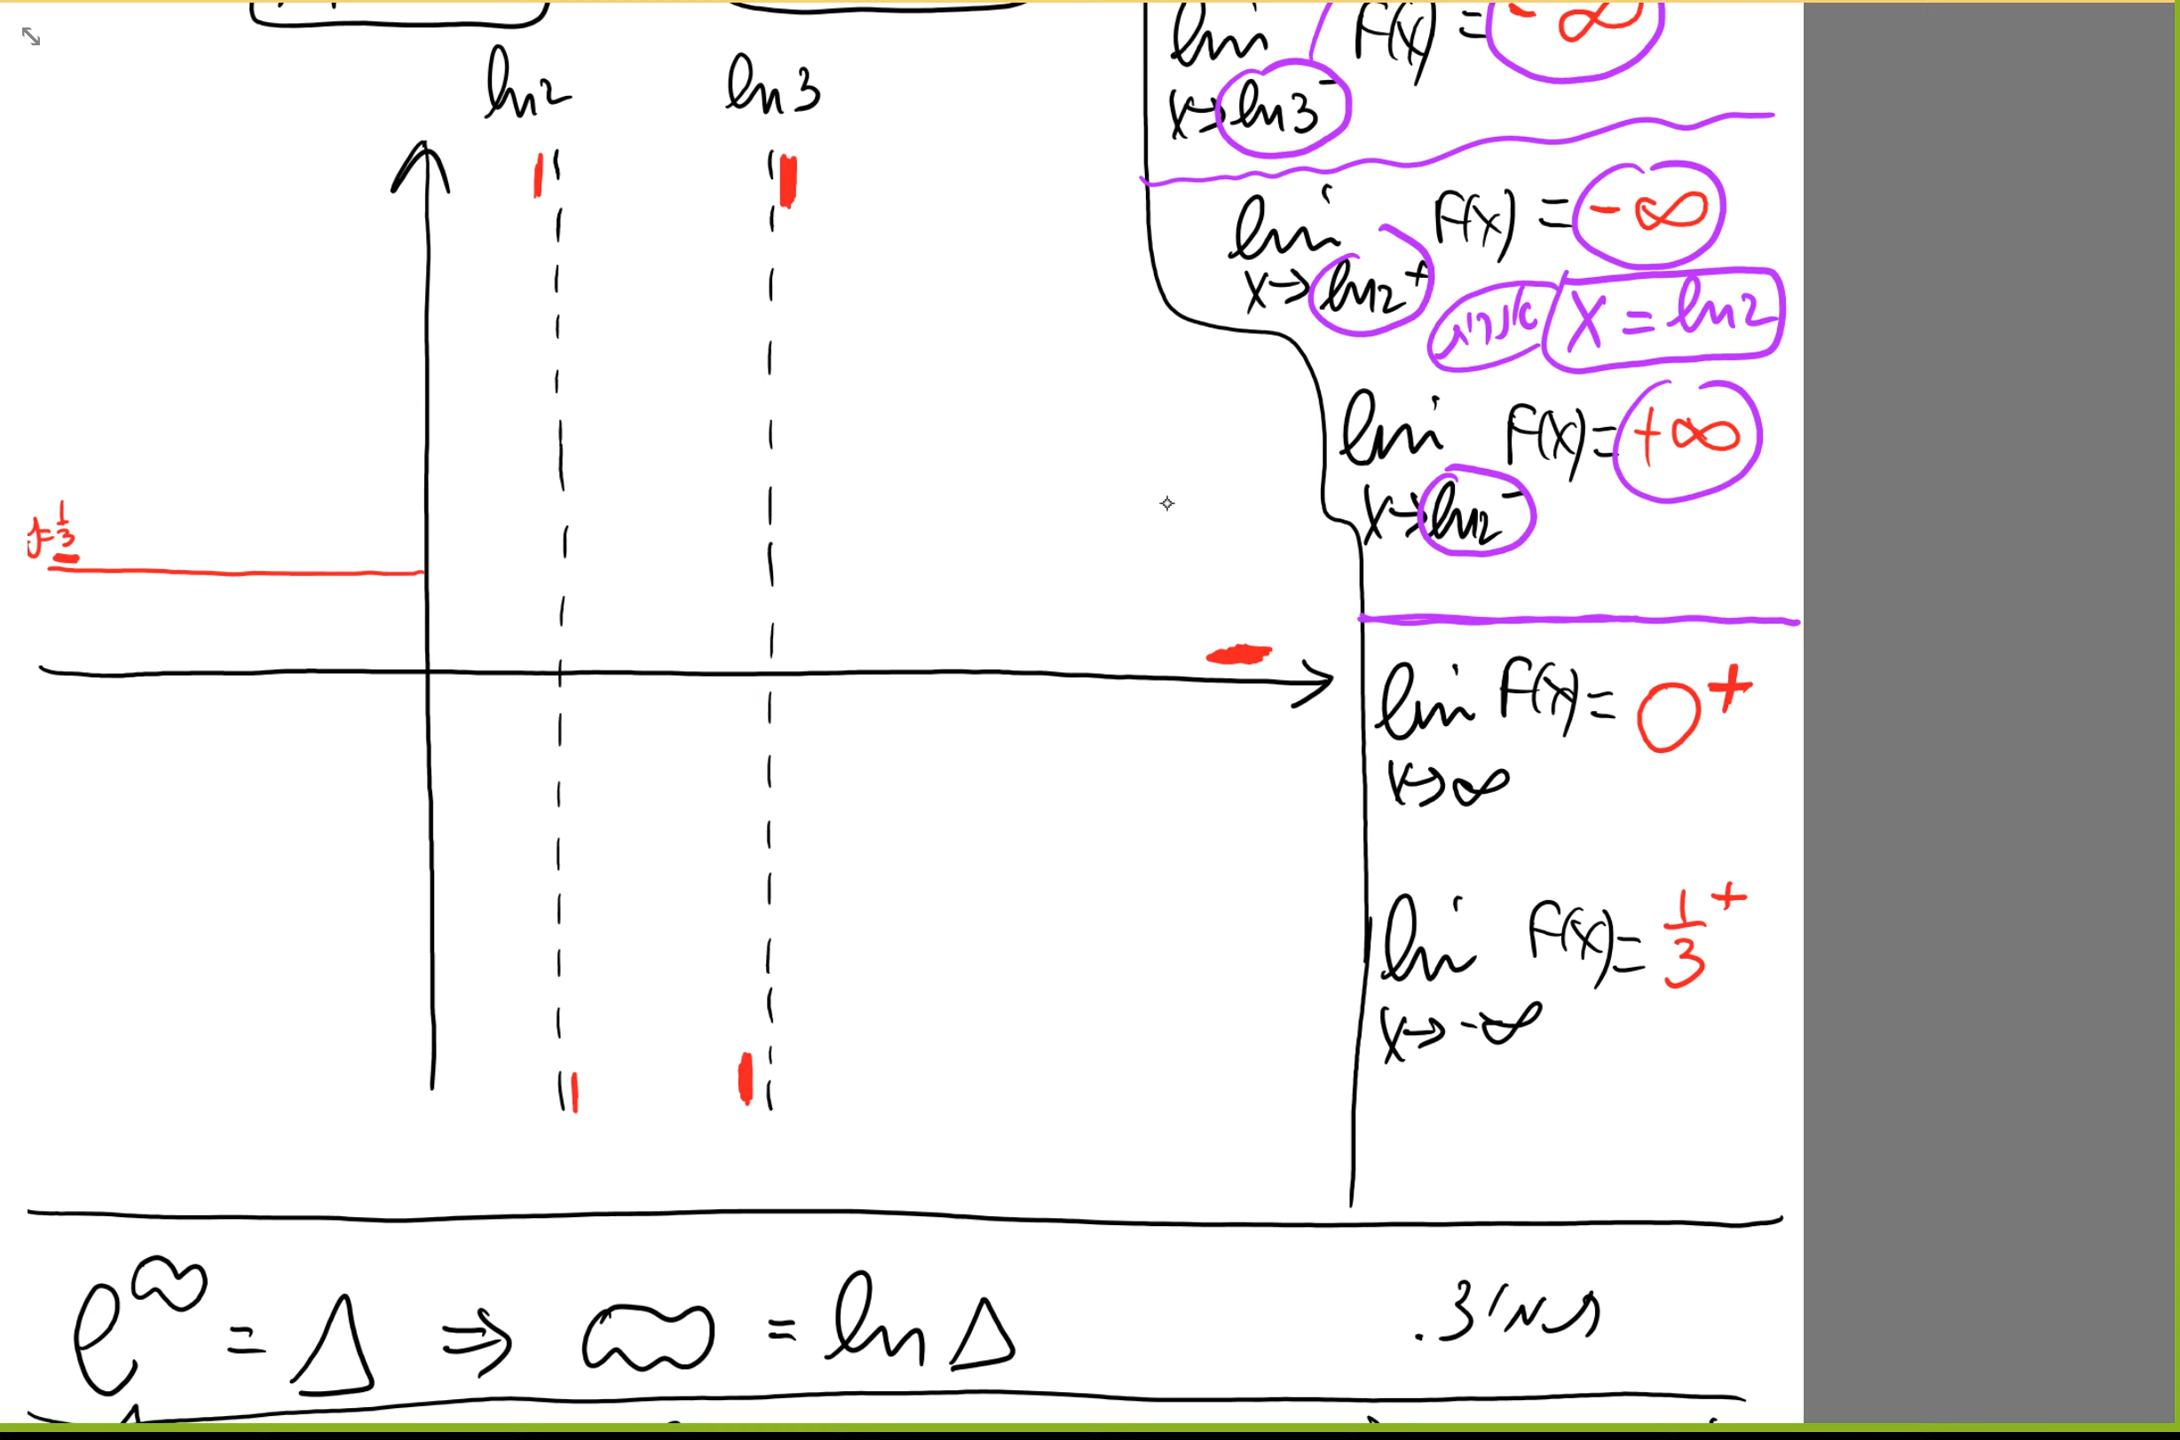 ln2 ln3
lim F(x) = -∞
x→ln3⁻
lim F(x) = -∞
x→ln2⁺
x = ln2
lim F(x) = +∞
x→ln2⁻
y=1/3
lim F(x) = 0⁺
x→∞
lim F(x) = 1/3⁺
x→-∞
e^∞ = Δ ⇒ ∞ = ln Δ